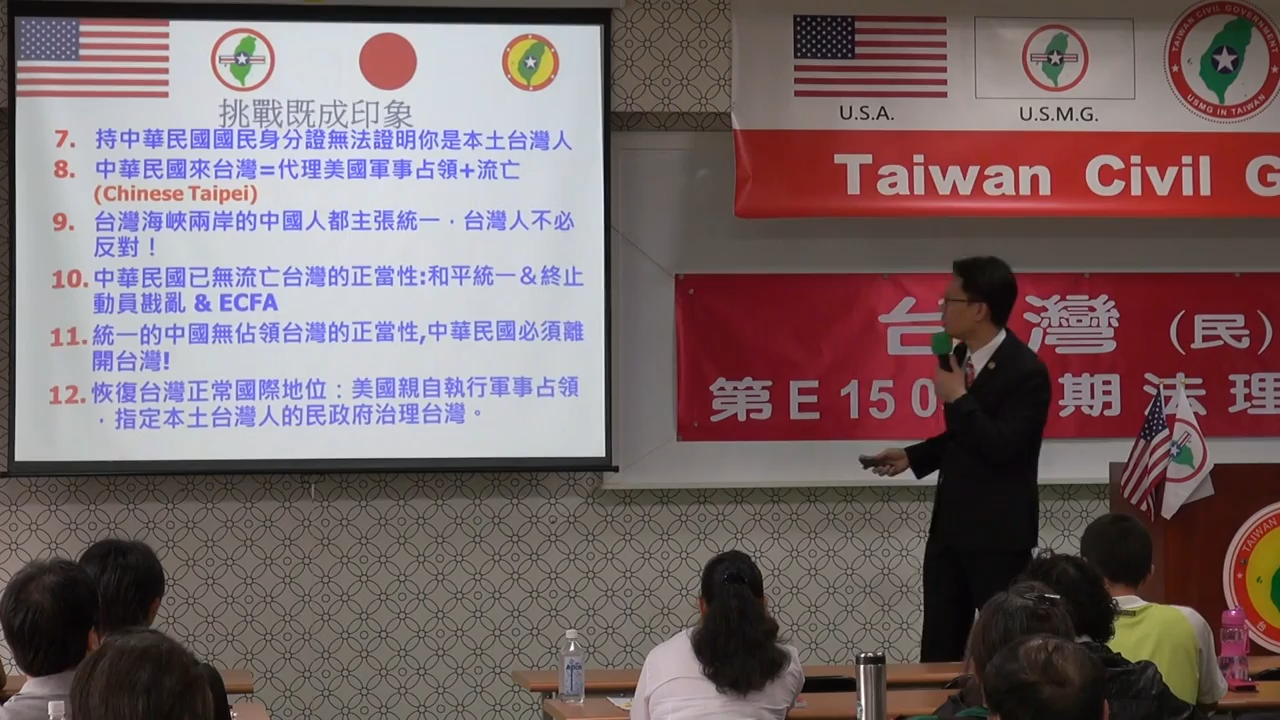 挑戰既成印象
7. 持中華民國國民身分證無法證明你是本土台灣人
8. 中華民國來台灣=代理美國軍事占領+流亡
(Chinese Taipei)
9. 台灣海峽兩岸的中國人都主張統一，台灣人不必
反對！
10. 中華民國已無流亡台灣的正當性:和平統一＆終止
動員戡亂 & ECFA
11. 統一的中國無佔領台灣的正當性,中華民國必須離
開台灣!
12. 恢復台灣正常國際地位：美國親自執行軍事占領
，指定本土台灣人的民政府治理台灣。
U.S.A.
U.S.M.G.
TAIWAN CIVIL GOVERNMENT
USMG IN TAIWAN
Taiwan Civil G
台灣（民）
第E150 期法理